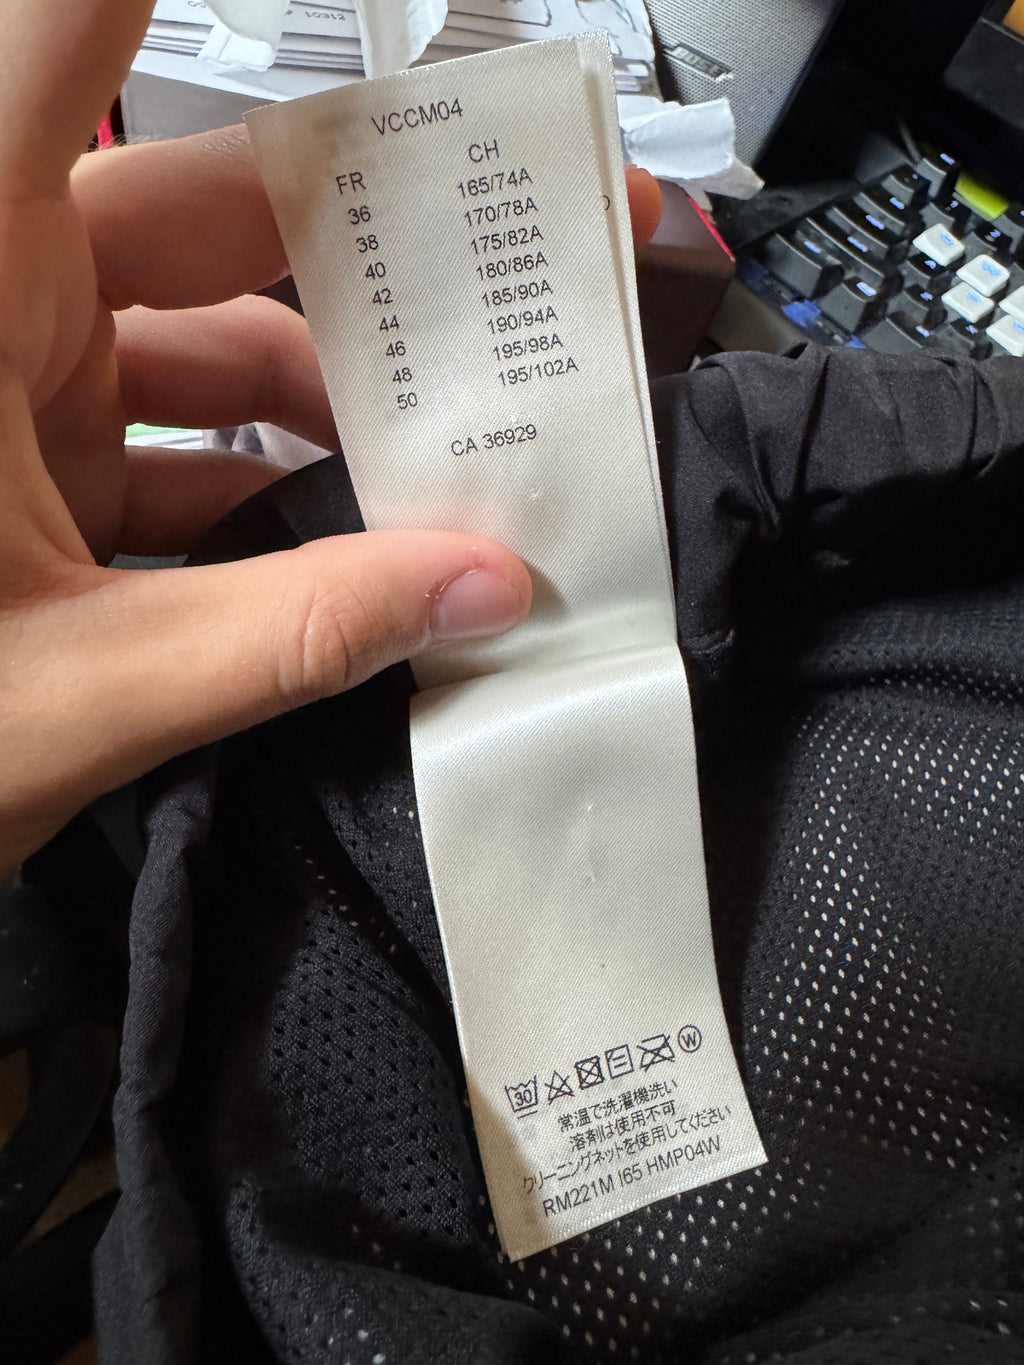 10312
BOSE
VCCM04
FR CH
36 165/74A
38 170/78A
40 175/82A
42 180/86A
44 185/90A
46 190/94A
48 195/98A
50 195/102A
CA 36929
30 W
常温で洗濯機洗い
溶剤は使用不可
クリーニングネットを使用してください
RM221M I65 HMP04W